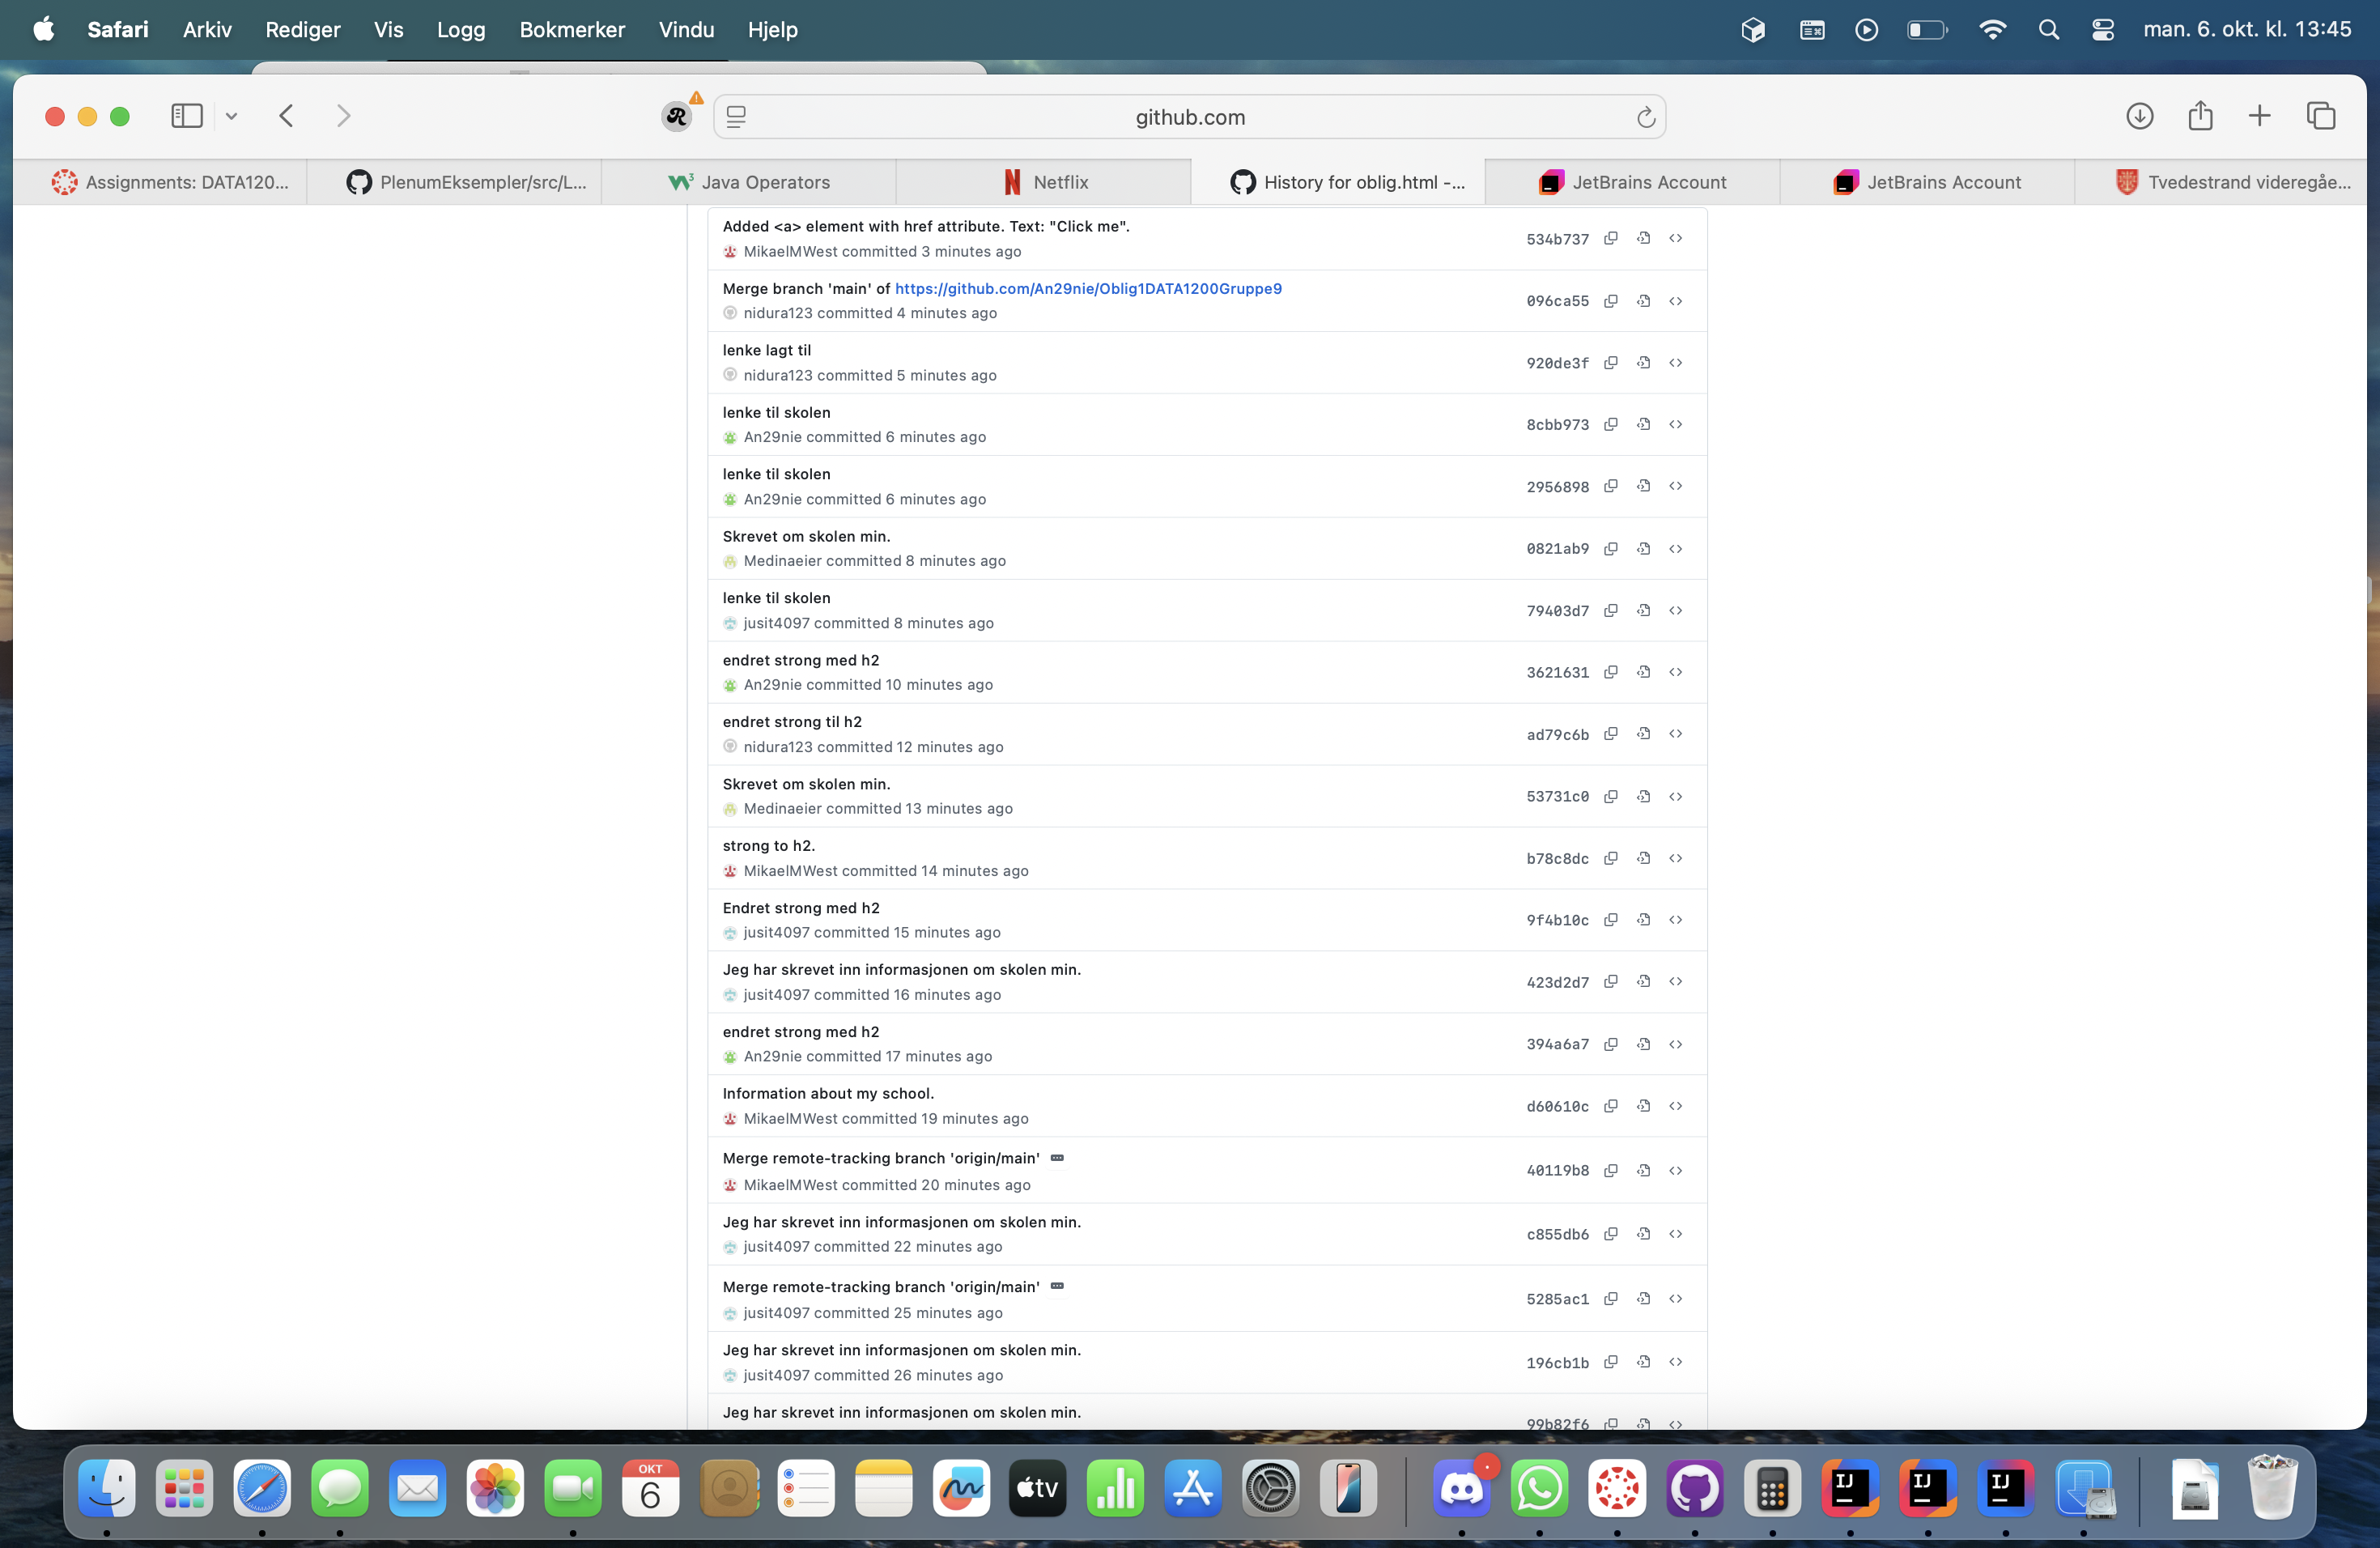 Safari Arkiv Rediger Vis Logg Bokmerker Vindu Hjelp man. 6. okt. kl. 13:45
github.com
Assignments: DATA120... PlenumEksempler/src/L... Java Operators Netflix History for oblig.html -... JetBrains Account JetBrains Account Tvedestrand videregåe...
Added <a> element with href attribute. Text: "Click me".
MikaelMWest committed 3 minutes ago
534b737
Merge branch 'main' of https://github.com/An29nie/Oblig1DATA1200Gruppe9
nidura123 committed 4 minutes ago
096ca55
lenke lagt til
nidura123 committed 5 minutes ago
920de3f
lenke til skolen
An29nie committed 6 minutes ago
8cbb973
lenke til skolen
An29nie committed 6 minutes ago
2956898
Skrevet om skolen min.
Medinaeier committed 8 minutes ago
0821ab9
lenke til skolen
jusit4097 committed 8 minutes ago
79403d7
endret strong med h2
An29nie committed 10 minutes ago
3621631
endret strong til h2
nidura123 committed 12 minutes ago
ad79c6b
Skrevet om skolen min.
Medinaeier committed 13 minutes ago
53731c0
strong to h2.
MikaelMWest committed 14 minutes ago
b78c8dc
Endret strong med h2
jusit4097 committed 15 minutes ago
9f4b10c
Jeg har skrevet inn informasjonen om skolen min.
jusit4097 committed 16 minutes ago
423d2d7
endret strong med h2
An29nie committed 17 minutes ago
394a6a7
Information about my school.
MikaelMWest committed 19 minutes ago
d60610c
Merge remote-tracking branch 'origin/main'
MikaelMWest committed 20 minutes ago
40119b8
Jeg har skrevet inn informasjonen om skolen min.
jusit4097 committed 22 minutes ago
c855db6
Merge remote-tracking branch 'origin/main'
jusit4097 committed 25 minutes ago
5285ac1
Jeg har skrevet inn informasjonen om skolen min.
jusit4097 committed 26 minutes ago
196cb1b
Jeg har skrevet inn informasjonen om skolen min.
99b82f6
OKT
6
tv
IJ
IJ
IJ